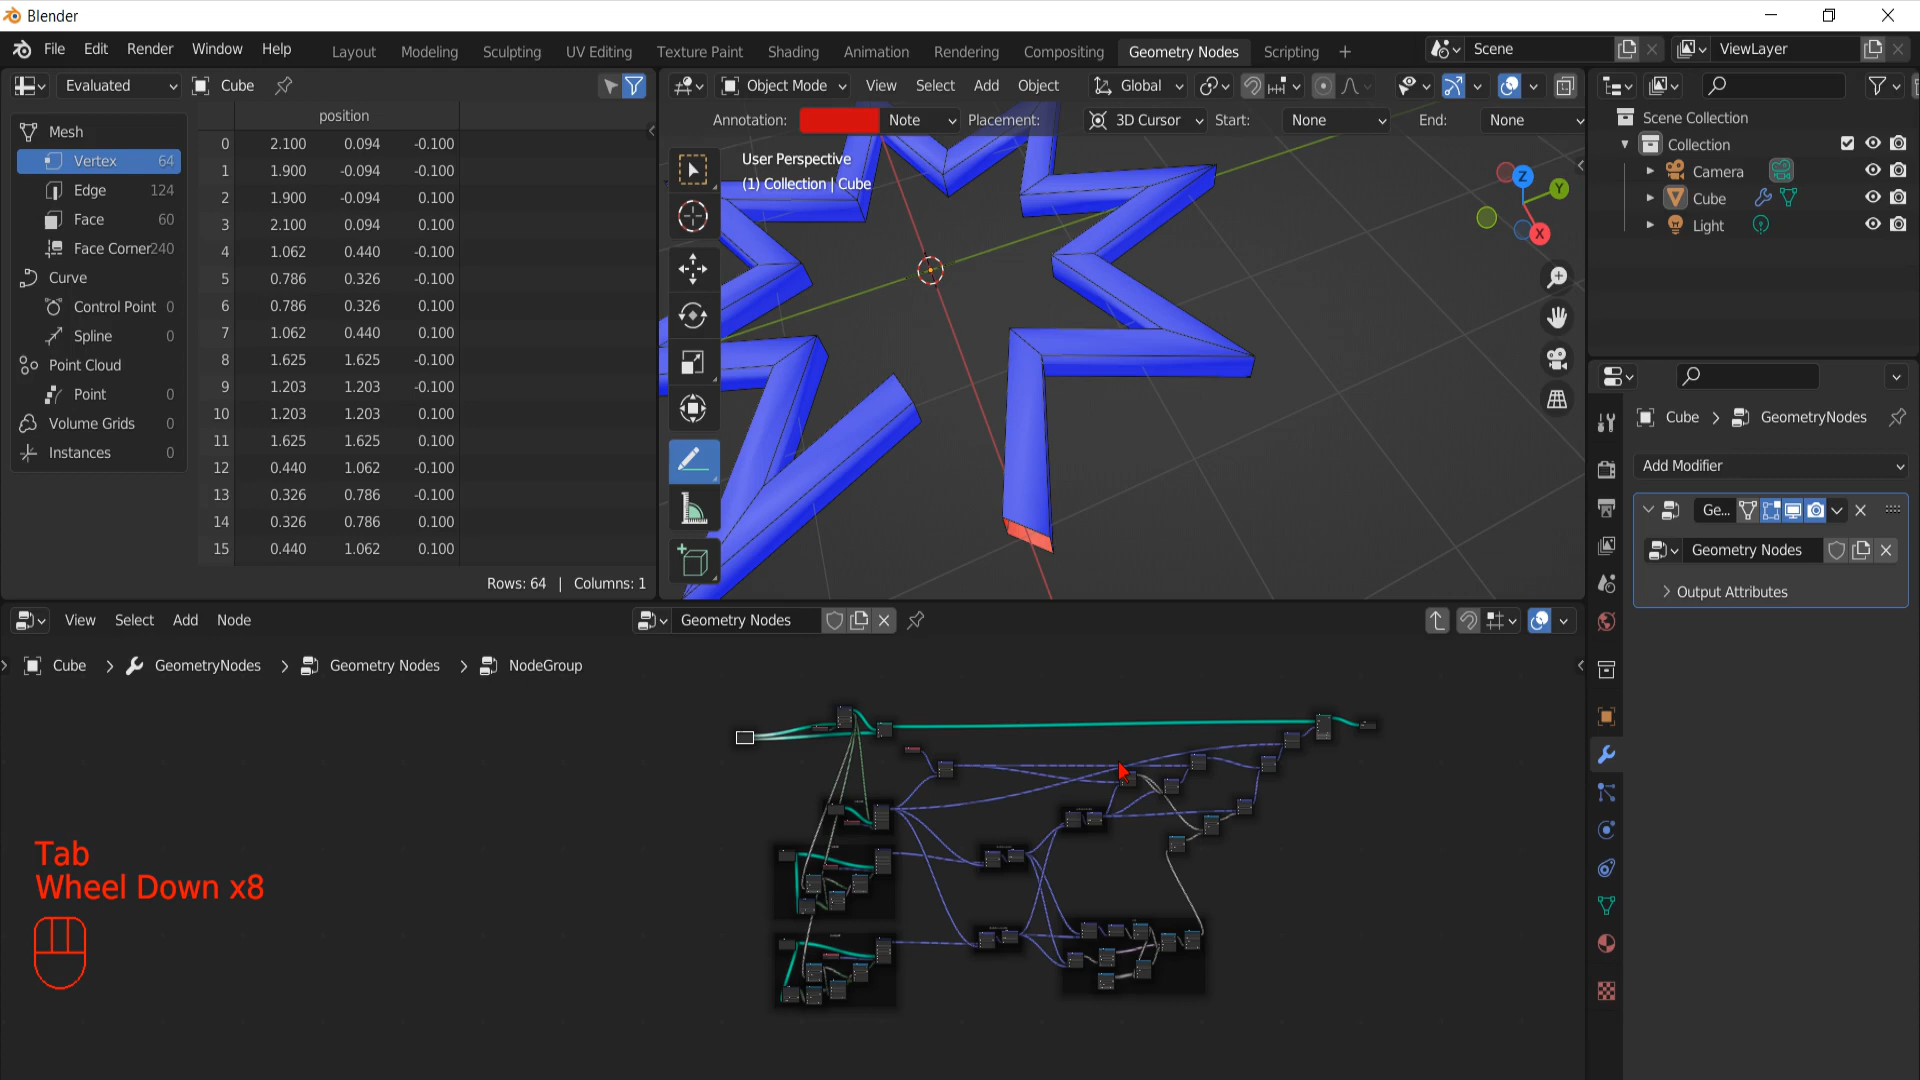 Blender
File Edit Render Window Help
Layout Modeling Sculpting UV Editing Texture Paint Shading Animation Rendering Compositing Geometry Nodes Scripting +
Scene
ViewLayer
Evaluated
Cube
Mesh
Vertex 64
Edge 124
Face 60
Face Corner 240
Curve
Control Point 0
Spline 0
Point Cloud
Point 0
Volume Grids 0
Instances 0
position
0 2.100 0.094 -0.100
1 1.900 -0.094 -0.100
2 1.900 -0.094 0.100
3 2.100 0.094 0.100
4 1.062 0.440 -0.100
5 0.786 0.326 -0.100
6 0.786 0.326 0.100
7 1.062 0.440 0.100
8 1.625 1.625 -0.100
9 1.203 1.203 -0.100
10 1.203 1.203 0.100
11 1.625 1.625 0.100
12 0.440 1.062 -0.100
13 0.326 0.786 -0.100
14 0.326 0.786 0.100
15 0.440 1.062 0.100
Rows: 64 | Columns: 1
Object Mode View Select Add Object Global
Annotation: Note Placement: 3D Cursor Start: None End: None
User Perspective
(1) Collection | Cube
Z
Y
X
Scene Collection
Collection
Camera
Cube
Light
Cube > GeometryNodes
Add Modifier
Ge...
Geometry Nodes
Output Attributes
View Select Add Node
Geometry Nodes
Cube > GeometryNodes > Geometry Nodes > NodeGroup
Tab
Wheel Down x8